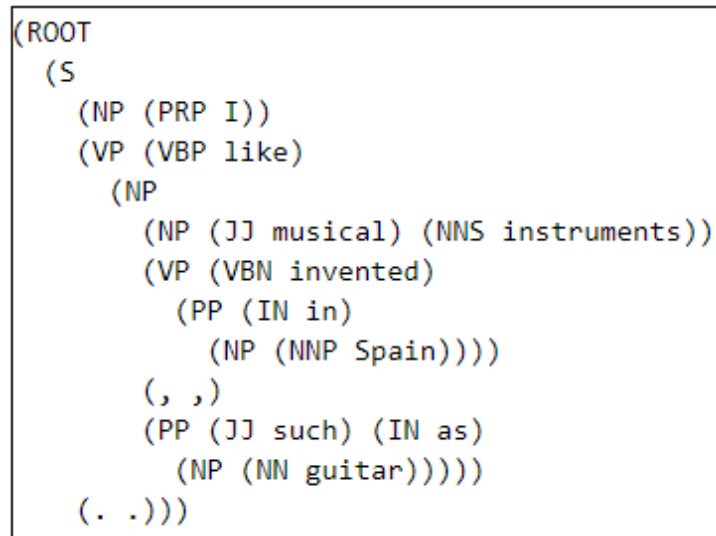 (ROOT
  (S
    (NP (PRP I))
    (VP (VBP like)
      (NP
        (NP (JJ musical) (NNS instruments))
        (VP (VBN invented)
          (PP (IN in)
            (NP (NNP Spain))))
        (, ,)
        (PP (JJ such) (IN as)
          (NP (NN guitar)))))
    (. .)))